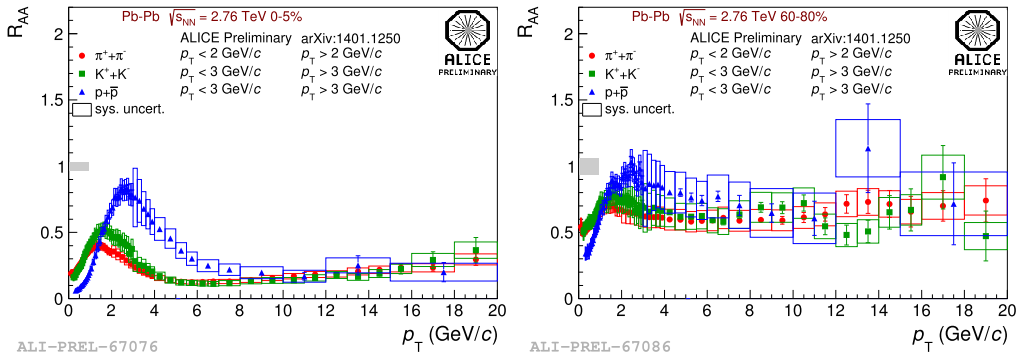 R_AA
Pb-Pb √s_NN = 2.76 TeV 0-5%
ALICE Preliminary arXiv:1401.1250
π⁺+π⁻ p_T < 2 GeV/c p_T > 2 GeV/c
K⁺+K⁻ p_T < 3 GeV/c p_T > 3 GeV/c
p+p̅ p_T < 3 GeV/c p_T > 3 GeV/c
sys. uncert.
ALICE
PRELIMINARY
2
1.5
1
0.5
0
0 2 4 6 8 10 12 14 16 18 20
p_T (GeV/c)
ALI-PREL-67076
R_AA
Pb-Pb √s_NN = 2.76 TeV 60-80%
ALICE Preliminary arXiv:1401.1250
π⁺+π⁻ p_T < 2 GeV/c p_T > 2 GeV/c
K⁺+K⁻ p_T < 3 GeV/c p_T > 3 GeV/c
p+p̅ p_T < 3 GeV/c p_T > 3 GeV/c
sys. uncert.
ALICE
PRELIMINARY
2
1.5
1
0.5
0
0 2 4 6 8 10 12 14 16 18 20
p_T (GeV/c)
ALI-PREL-67086